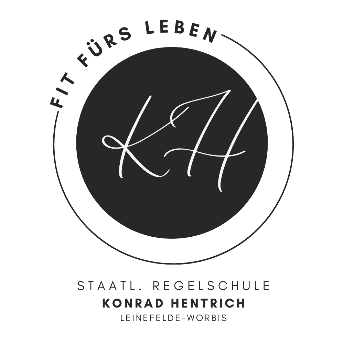 FIT FÜRS LEBEN
KH
STAATL. REGELSCHULE
KONRAD HENTRICH
LEINEFELDE-WORBIS